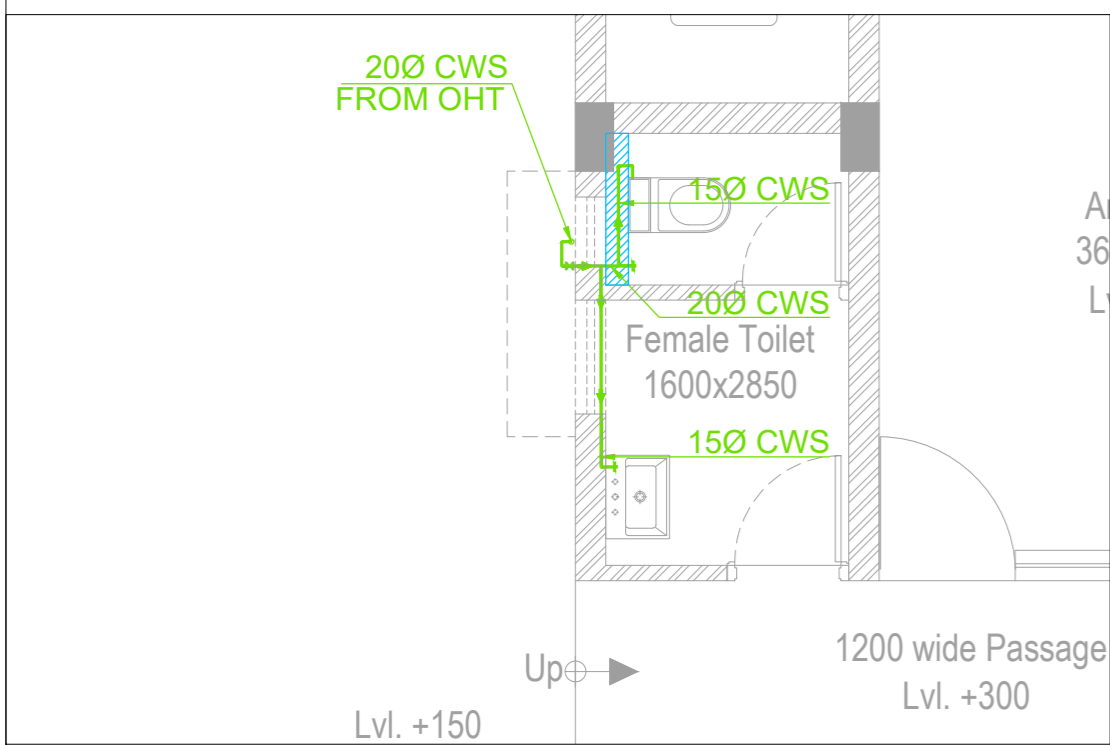 20Ø CWS
FROM OHT
15Ø CWS
20Ø CWS
Female Toilet
1600x2850
15Ø CWS
Up
1200 wide Passage
Lvl. +300
Lvl. +150